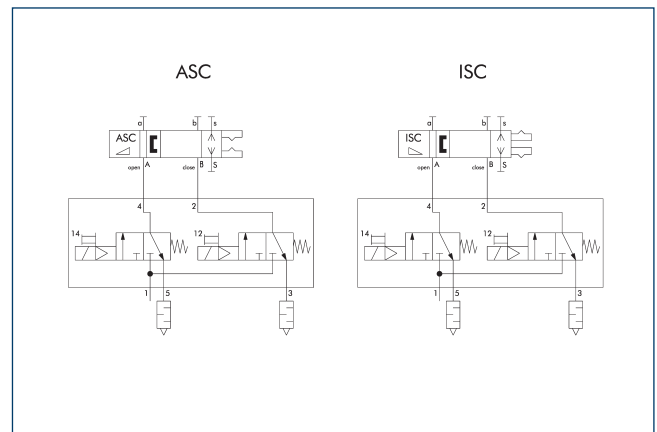 ASC ISC
a b s a b s
ASC ISC
A B S A B S
open close open close
4 2 4 2
14 12 14 12
1 5 3 1 5 3